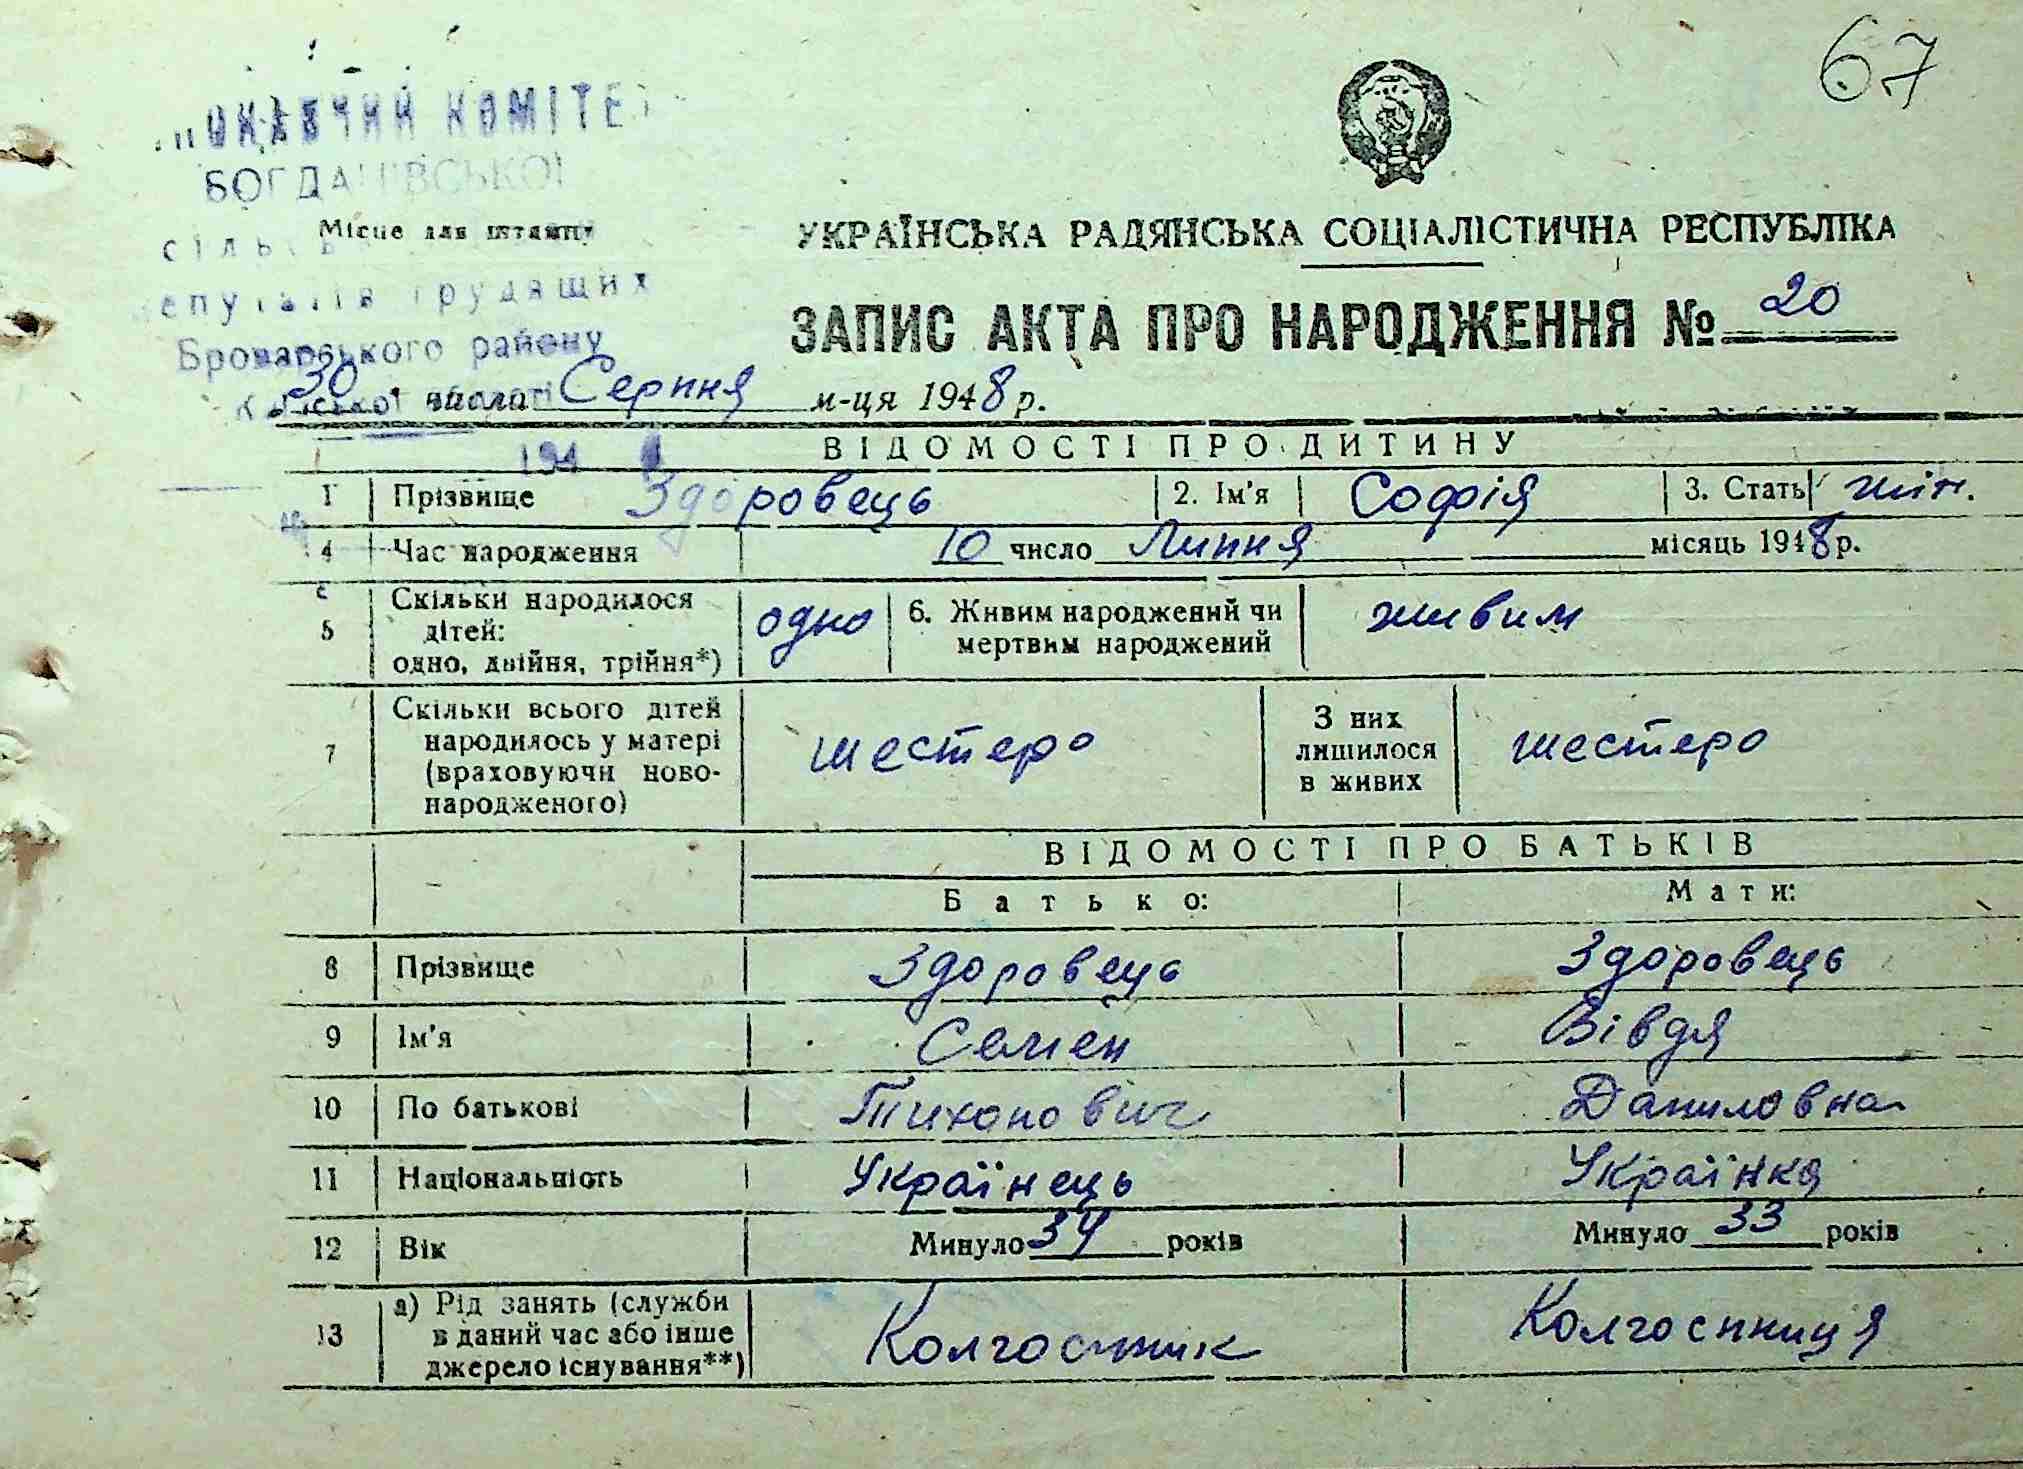 67
КОМІТЕ
БОГДАНІВСЬКОЇ
Місце для штампу
трудящих
Броварського району
УКРАЇНСЬКА РАДЯНСЬКА СОЦІАЛІСТИЧНА РЕСПУБЛІКА
ЗАПИС АКТА ПРО НАРОДЖЕННЯ № 20
30 числа Серпня м-ця 1948 р.
194
ВІДОМОСТІ ПРО ДИТИНУ
1 Прізвище Здоровець 2. Ім'я Софія 3. Стать жін.
4 Час народження 10 число Липня місяць 1948 р.
5 Скільки народилося дітей: одно, двійня, трійня*) одно 6. Живим народжений чи мертвим народжений живим
7 Скільки всього дітей народилось у матері (враховуючи ново-народженого) шестеро З них лишилося в живих шестеро
ВІДОМОСТІ ПРО БАТЬКІВ
Батько: Мати:
8 Прізвище Здоровець Здоровець
9 Ім'я Семен Вівдя
10 По батькові Тихонович Даниловна
11 Національність Українець Українка
12 Вік Минуло 34 років Минуло 33 років
13 а) Рід занять (служби в даний час або інше джерело існування**) Колгоспник Колгоспниця